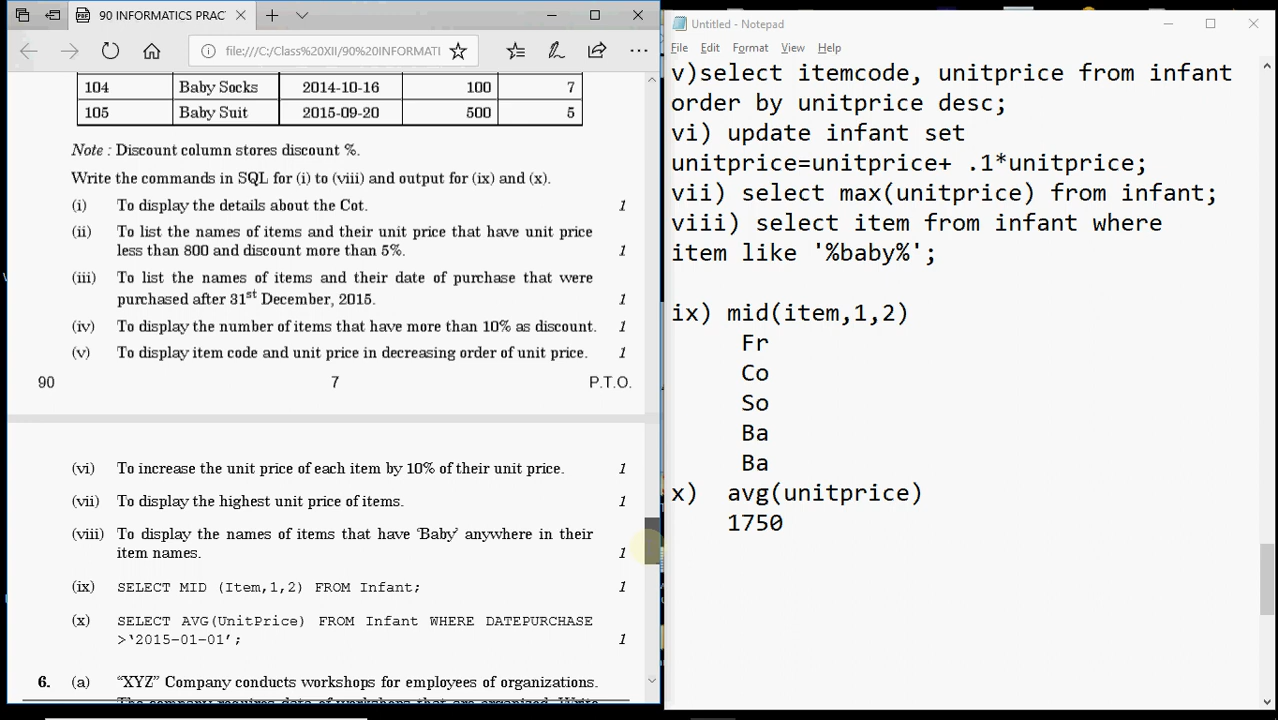 90 INFORMATICS PRACT
file:///C:/Class%20XII/90%20INFORMATI
104 Baby Socks 2014-10-16 100 7
105 Baby Suit 2015-09-20 500 5
Note : Discount column stores discount %.
Write the commands in SQL for (i) to (viii) and output for (ix) and (x).
(i) To display the details about the Cot. 1
(ii) To list the names of items and their unit price that have unit price
less than 800 and discount more than 5%. 1
(iii) To list the names of items and their date of purchase that were
purchased after 31st December, 2015. 1
(iv) To display the number of items that have more than 10% as discount. 1
(v) To display item code and unit price in decreasing order of unit price. 1
90 7 P.T.O.
(vi) To increase the unit price of each item by 10% of their unit price. 1
(vii) To display the highest unit price of items. 1
(viii) To display the names of items that have ‘Baby’ anywhere in their
item names. 1
(ix) SELECT MID (Item,1,2) FROM Infant; 1
(x) SELECT AVG(UnitPrice) FROM Infant WHERE DATEPURCHASE
>‘2015-01-01’; 1
6. (a) “XYZ” Company conducts workshops for employees of organizations.
The company requires data of workshops that are organized. Write
Untitled - Notepad
File Edit Format View Help
v)select itemcode, unitprice from infant
order by unitprice desc;
vi) update infant set
unitprice=unitprice+ .1*unitprice;
vii) select max(unitprice) from infant;
viii) select item from infant where
item like '%baby%';
ix) mid(item,1,2)
Fr
Co
So
Ba
Ba
x) avg(unitprice)
1750